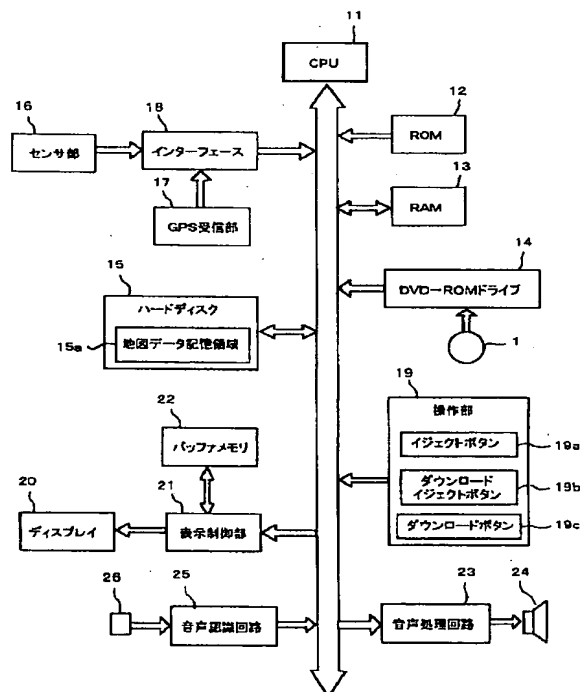 11
CPU
16
センサ部
18
インターフェース
12
ROM
17
GPS受信部
13
RAM
14
DVD-ROMドライブ
1
15
ハードディスク
15a
地図データ記憶領域
19
操作部
イジェクトボタン
19a
ダウンロード
イジェクトボタン
19b
ダウンロードボタン
19c
22
バッファメモリ
20
ディスプレイ
21
表示制御部
26
25
音声認識回路
23
音声処理回路
24